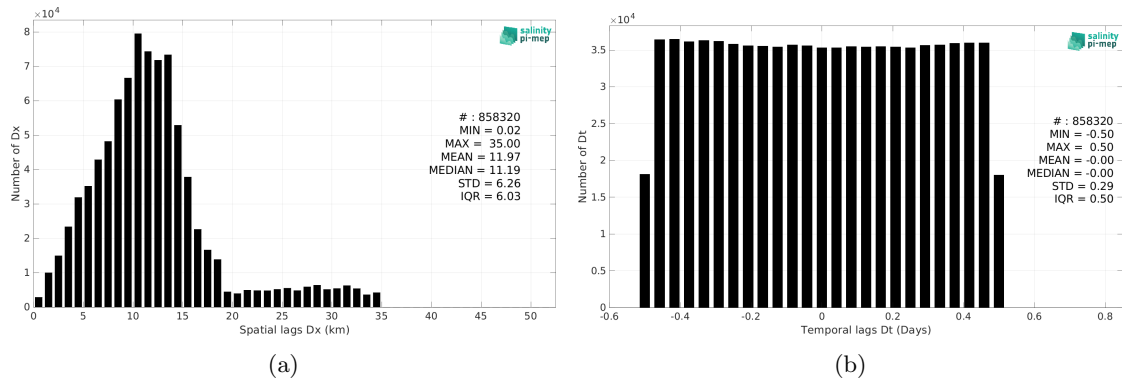 ×10⁴
8
7
6
5
4
3
2
1
0
Number of Dx
0 5 10 15 20 25 30 35 40 45 50
Spatial lags Dx (km)
salinity
pi-mep
# : 858320
MIN = 0.02
MAX = 35.00
MEAN = 11.97
MEDIAN = 11.19
STD = 6.26
IQR = 6.03
(a)
×10⁴
3.5
3
2.5
2
1.5
1
0.5
0
Number of Dt
-0.6 -0.4 -0.2 0 0.2 0.4 0.6 0.8
Temporal lags Dt (Days)
salinity
pi-mep
# : 858320
MIN = -0.50
MAX = 0.50
MEAN = -0.00
MEDIAN = -0.00
STD = 0.29
IQR = 0.50
(b)